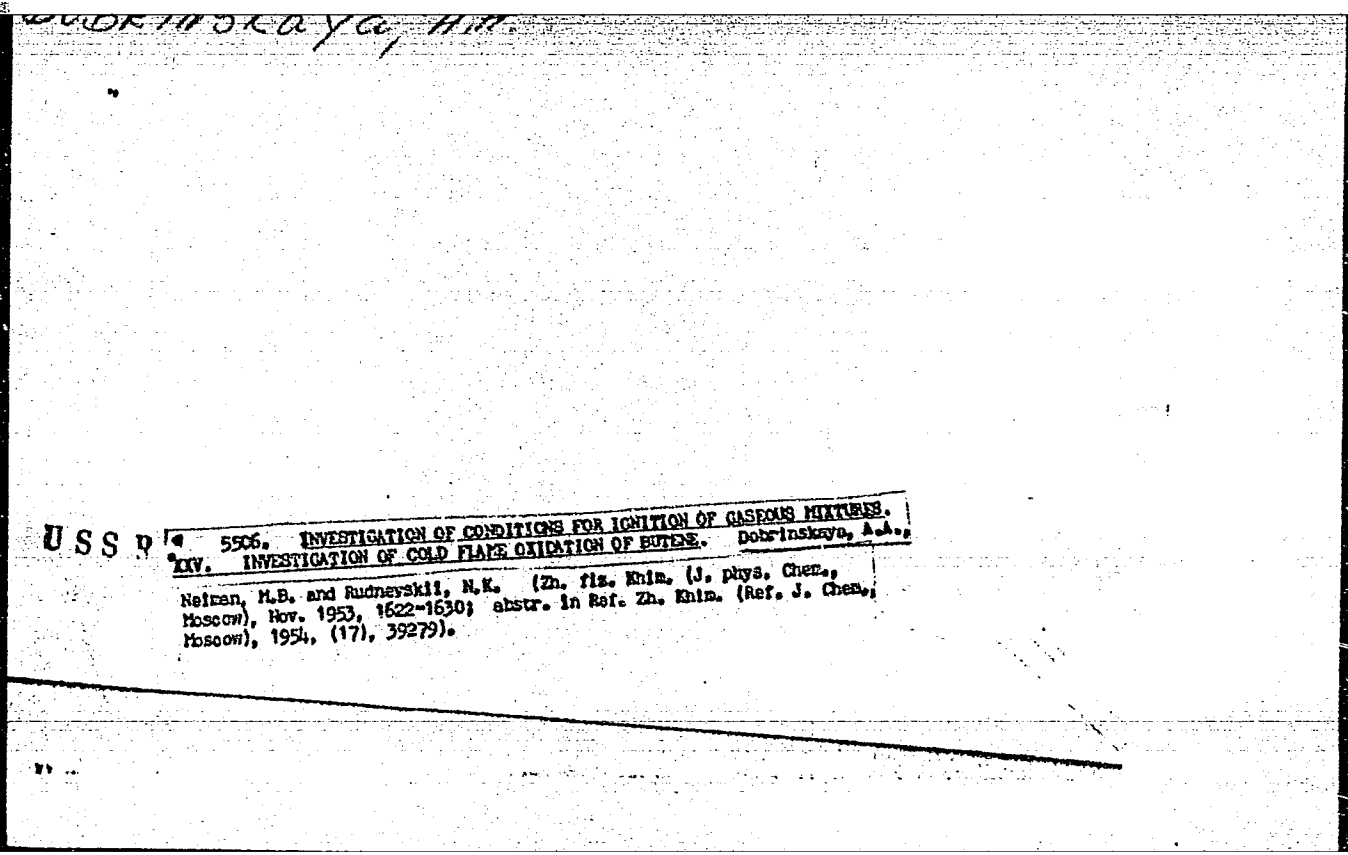 USSR
5506. INVESTIGATION OF CONDITIONS FOR IGNITION OF GASEOUS MIXTURES.
XXV. INVESTIGATION OF COLD FLAME OXIDATION OF BUTENE. Dobrinskaya, A.A.,
Neiman, M.B. and Rudnevskii, N.K. (Zh. fiz. Khim. (J. phys. Chem.,
Moscow), Nov. 1953, 1622-1630; abstr. in Ref. Zh. Khim. (Ref. J. Chem.,
Moscow), 1954, (17), 39279).